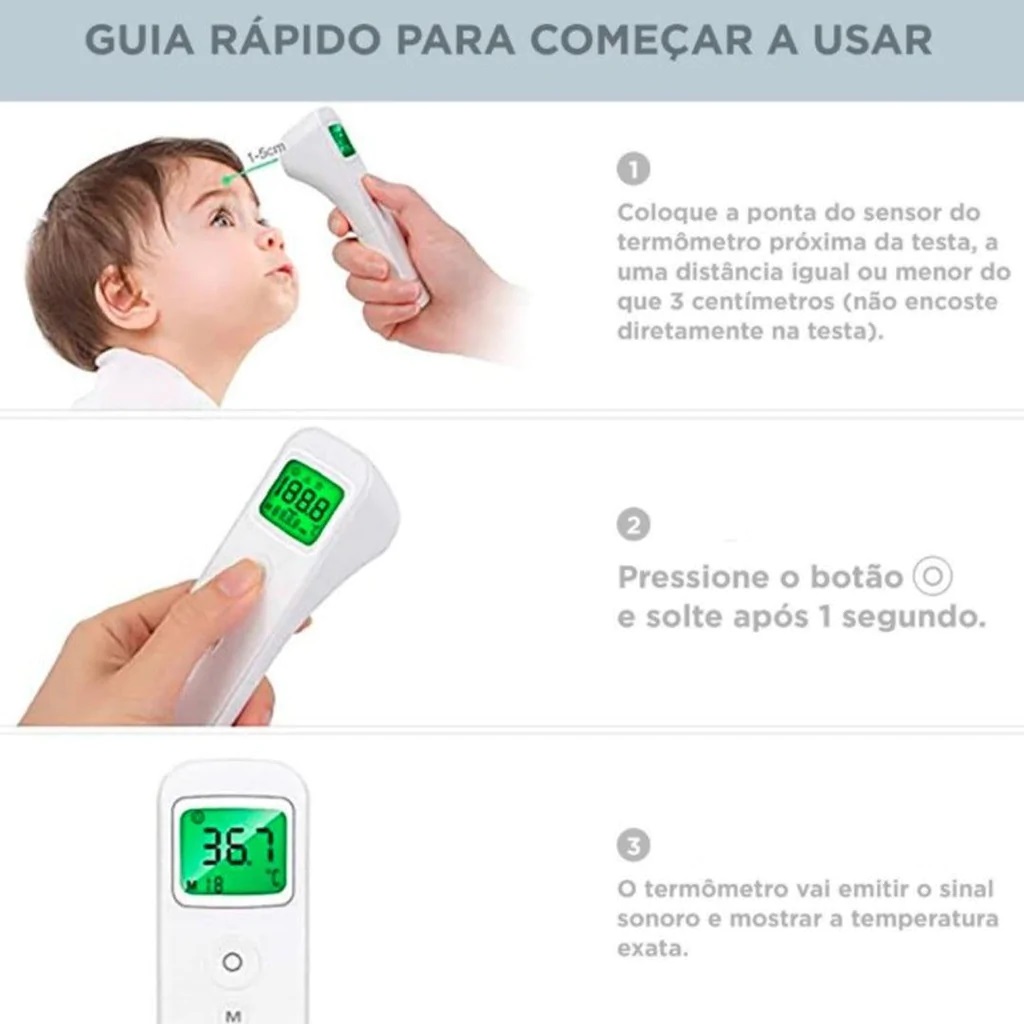 GUIA RÁPIDO PARA COMEÇAR A USAR
1-5cm
1
Coloque a ponta do sensor do
termômetro próxima da testa, a
uma distância igual ou menor do
que 3 centímetros (não encoste
diretamente na testa).
188.8
2
Pressione o botão
e solte após 1 segundo.
36.7
M 18 °C
M
3
O termômetro vai emitir o sinal
sonoro e mostrar a temperatura
exata.